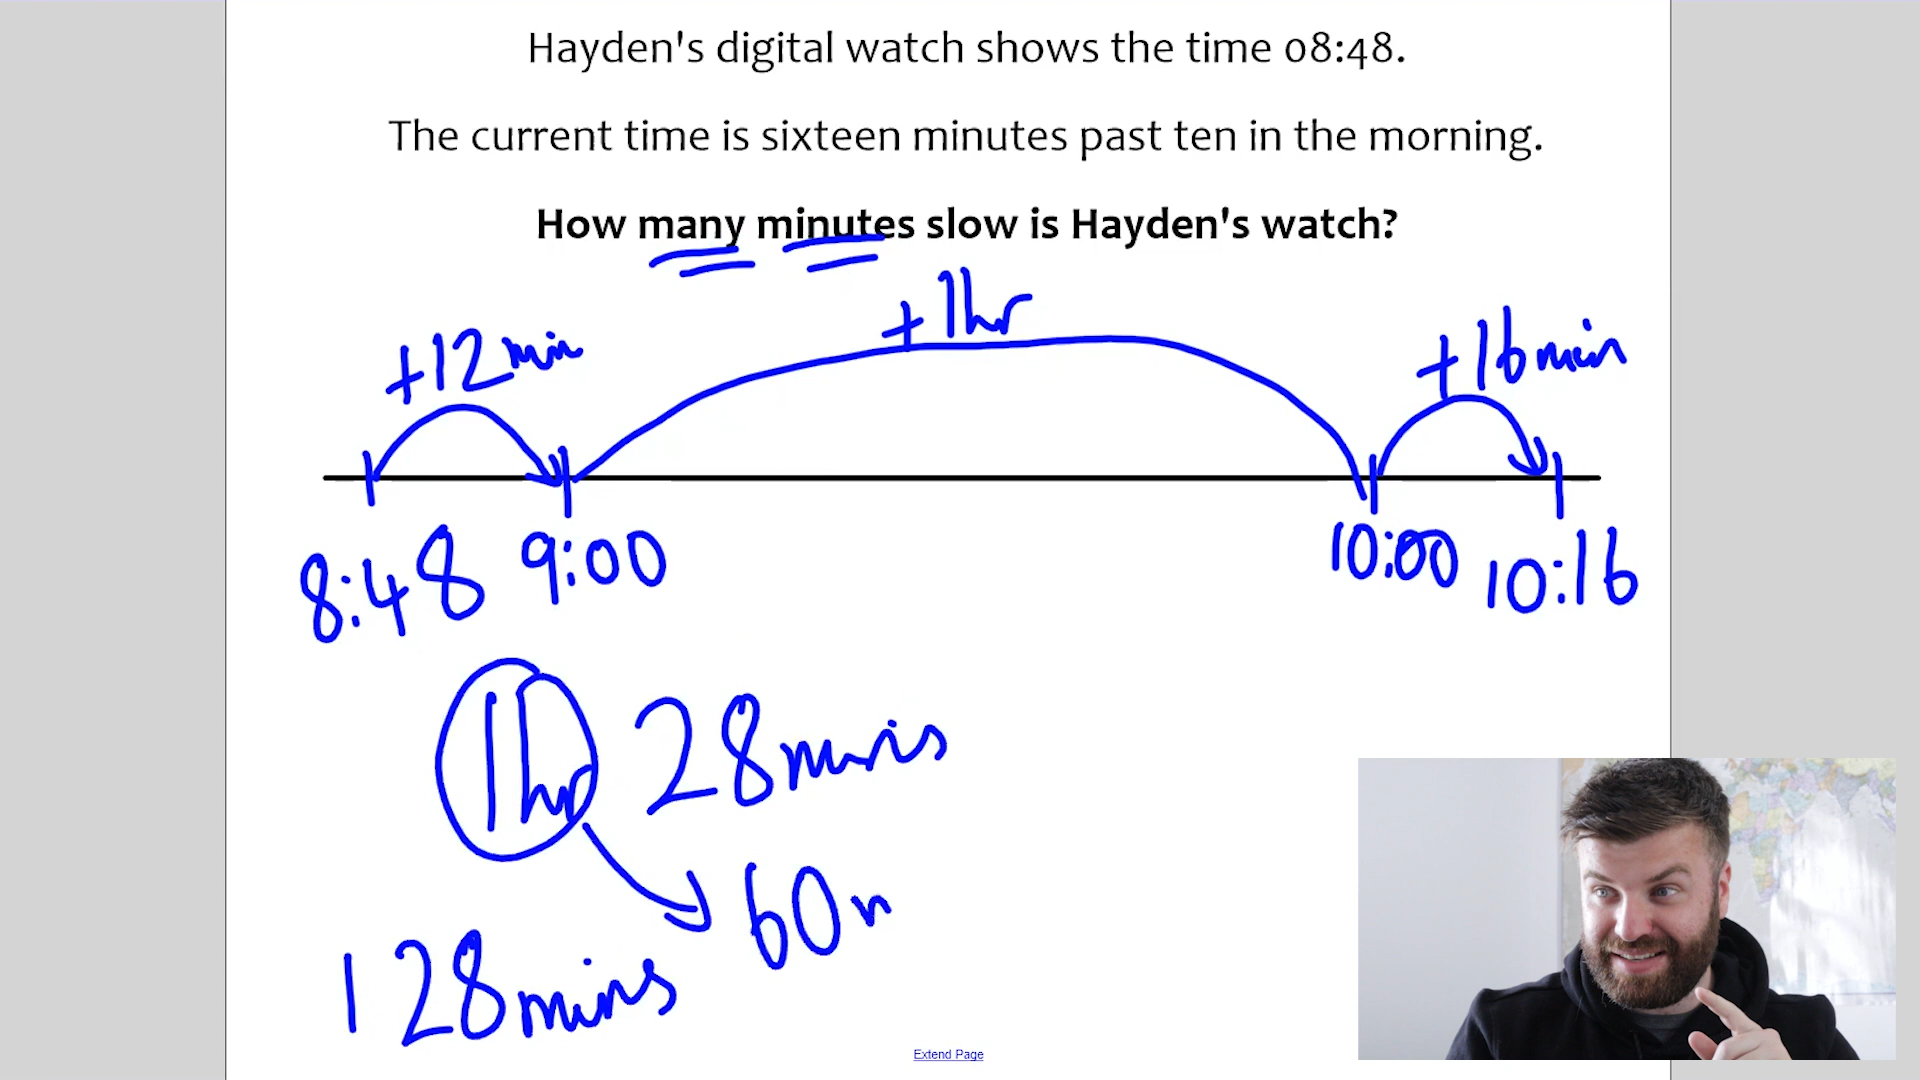 Hayden's digital watch shows the time 08:48.
The current time is sixteen minutes past ten in the morning.
How many minutes slow is Hayden's watch?
+1hr
+12min
+16min
8:48 9:00 10:00 10:16
1hr 28mins
60m
128mins
Extend Page